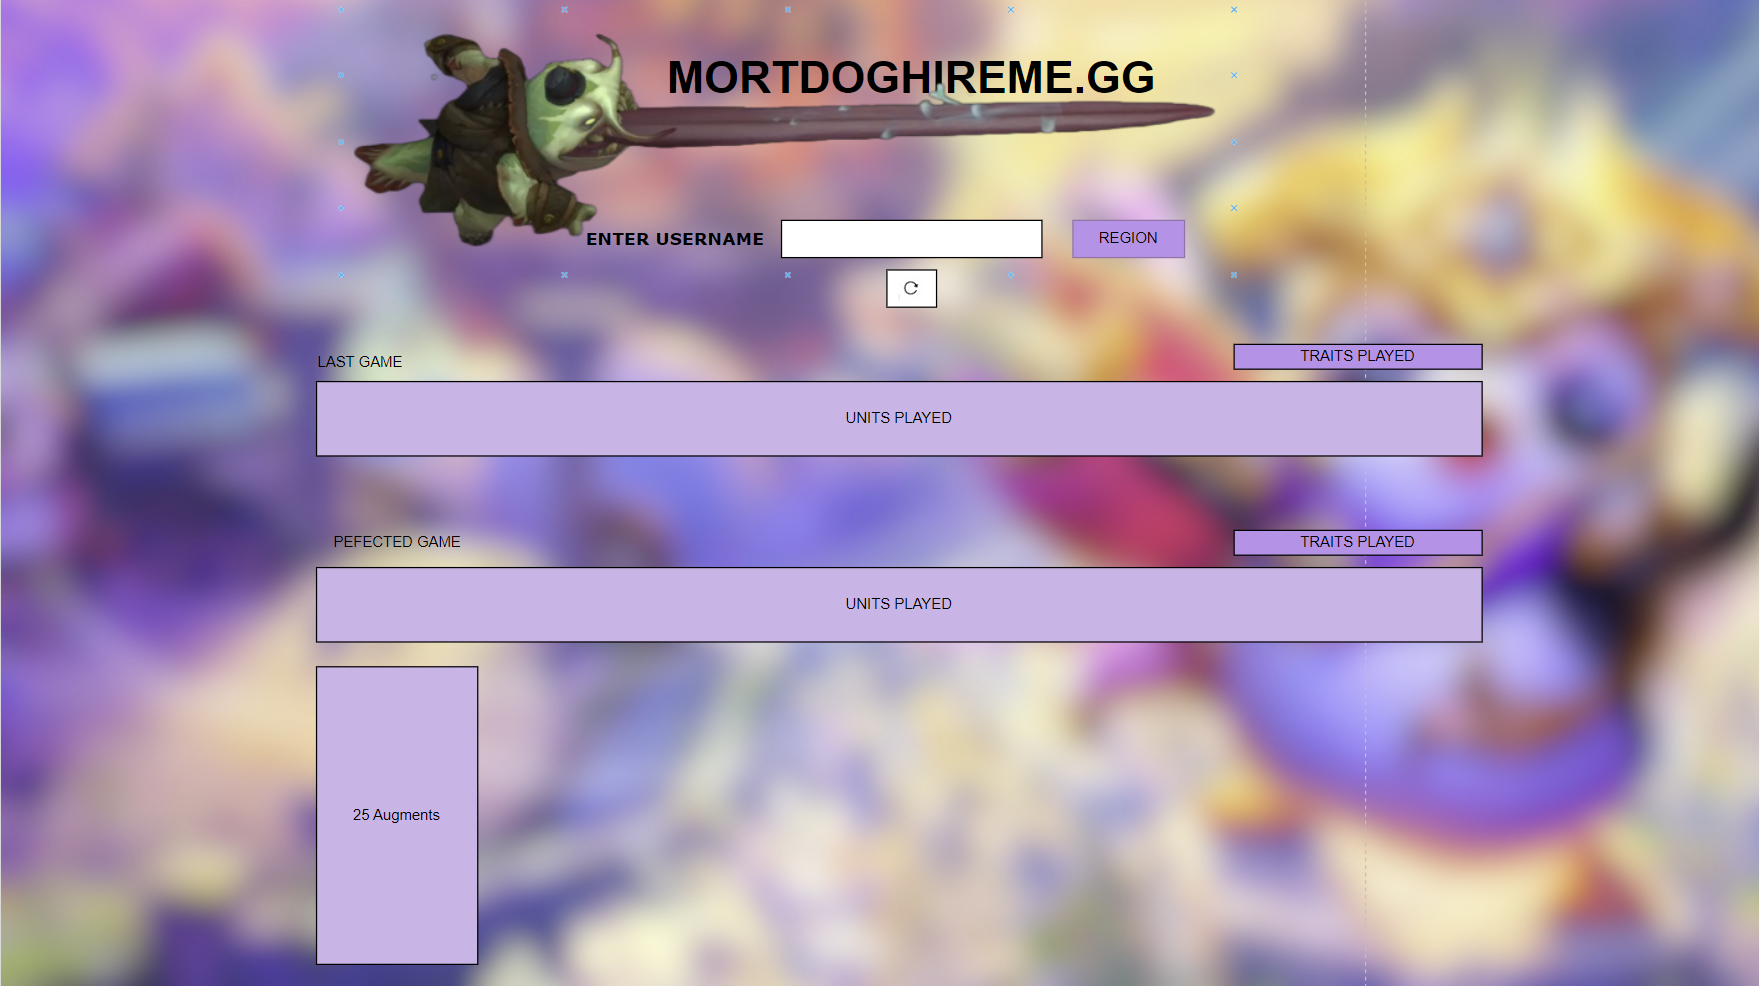 MORTDOGHIREME.GG
ENTER USERNAME
REGION
LAST GAME
TRAITS PLAYED
UNITS PLAYED
PEFECTED GAME
TRAITS PLAYED
UNITS PLAYED
25 Augments